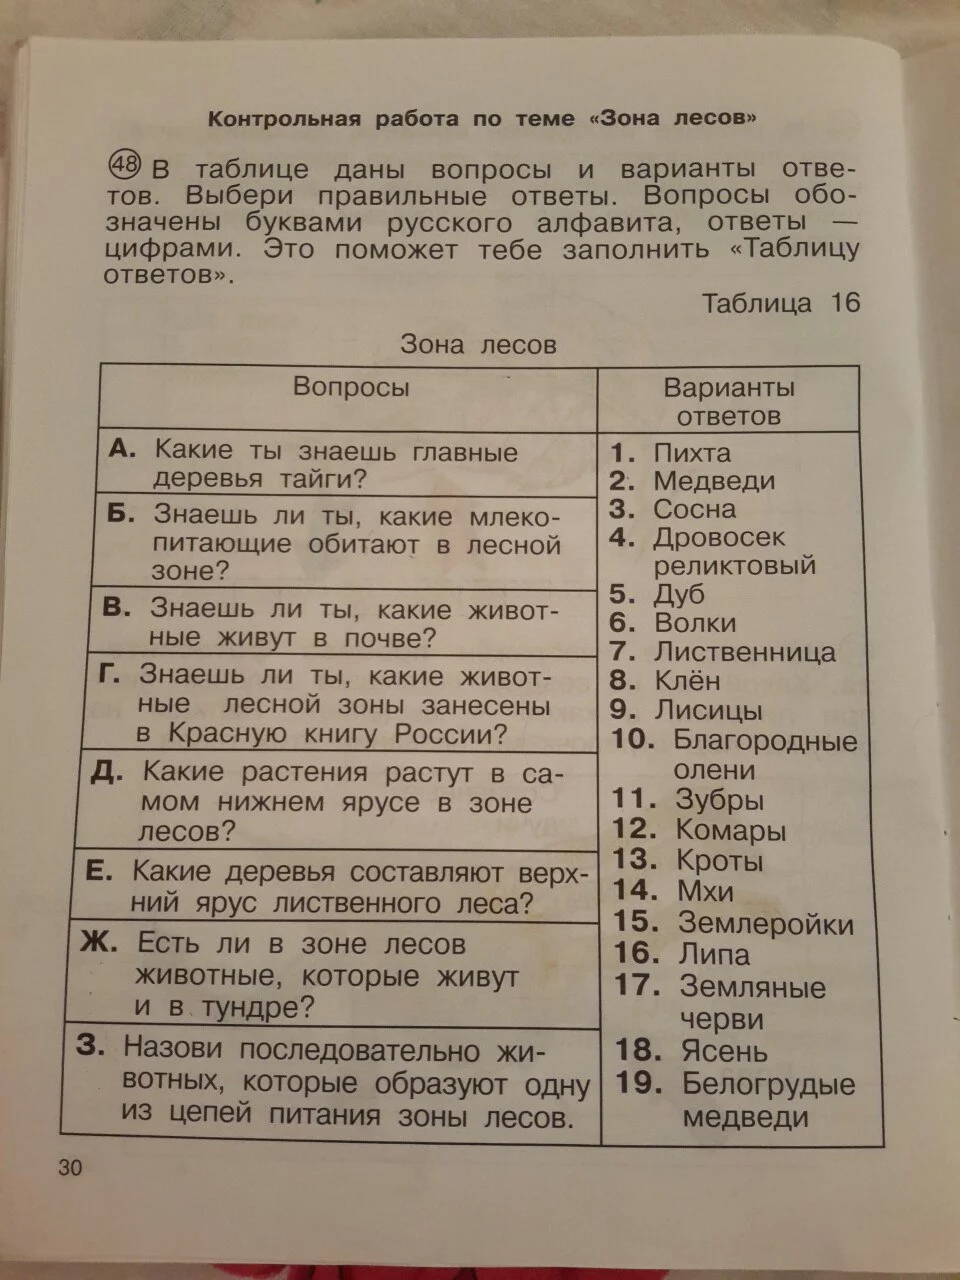 Контрольная работа по теме «Зона лесов»
48 В таблице даны вопросы и варианты отве-
тов. Выбери правильные ответы. Вопросы обо-
значены буквами русского алфавита, ответы —
цифрами. Это поможет тебе заполнить «Таблицу
ответов».
Таблица 16
Зона лесов
Вопросы
А. Какие ты знаешь главные
деревья тайги?
Б. Знаешь ли ты, какие млеко-
питающие обитают в лесной
зоне?
В. Знаешь ли ты, какие живот-
ные живут в почве?
Г. Знаешь ли ты, какие живот-
ные лесной зоны занесены
в Красную книгу России?
Д. Какие растения растут в са-
мом нижнем ярусе в зоне
лесов?
Е. Какие деревья составляют верх-
ний ярус лиственного леса?
Ж. Есть ли в зоне лесов
животные, которые живут
и в тундре?
З. Назови последовательно жи-
вотных, которые образуют одну
из цепей питания зоны лесов.
Варианты
ответов
1. Пихта
2. Медведи
3. Сосна
4. Дровосек
реликтовый
5. Дуб
6. Волки
7. Лиственница
8. Клён
9. Лисицы
10. Благородные
олени
11. Зубры
12. Комары
13. Кроты
14. Мхи
15. Землеройки
16. Липа
17. Земляные
черви
18. Ясень
19. Белогрудые
медведи
30